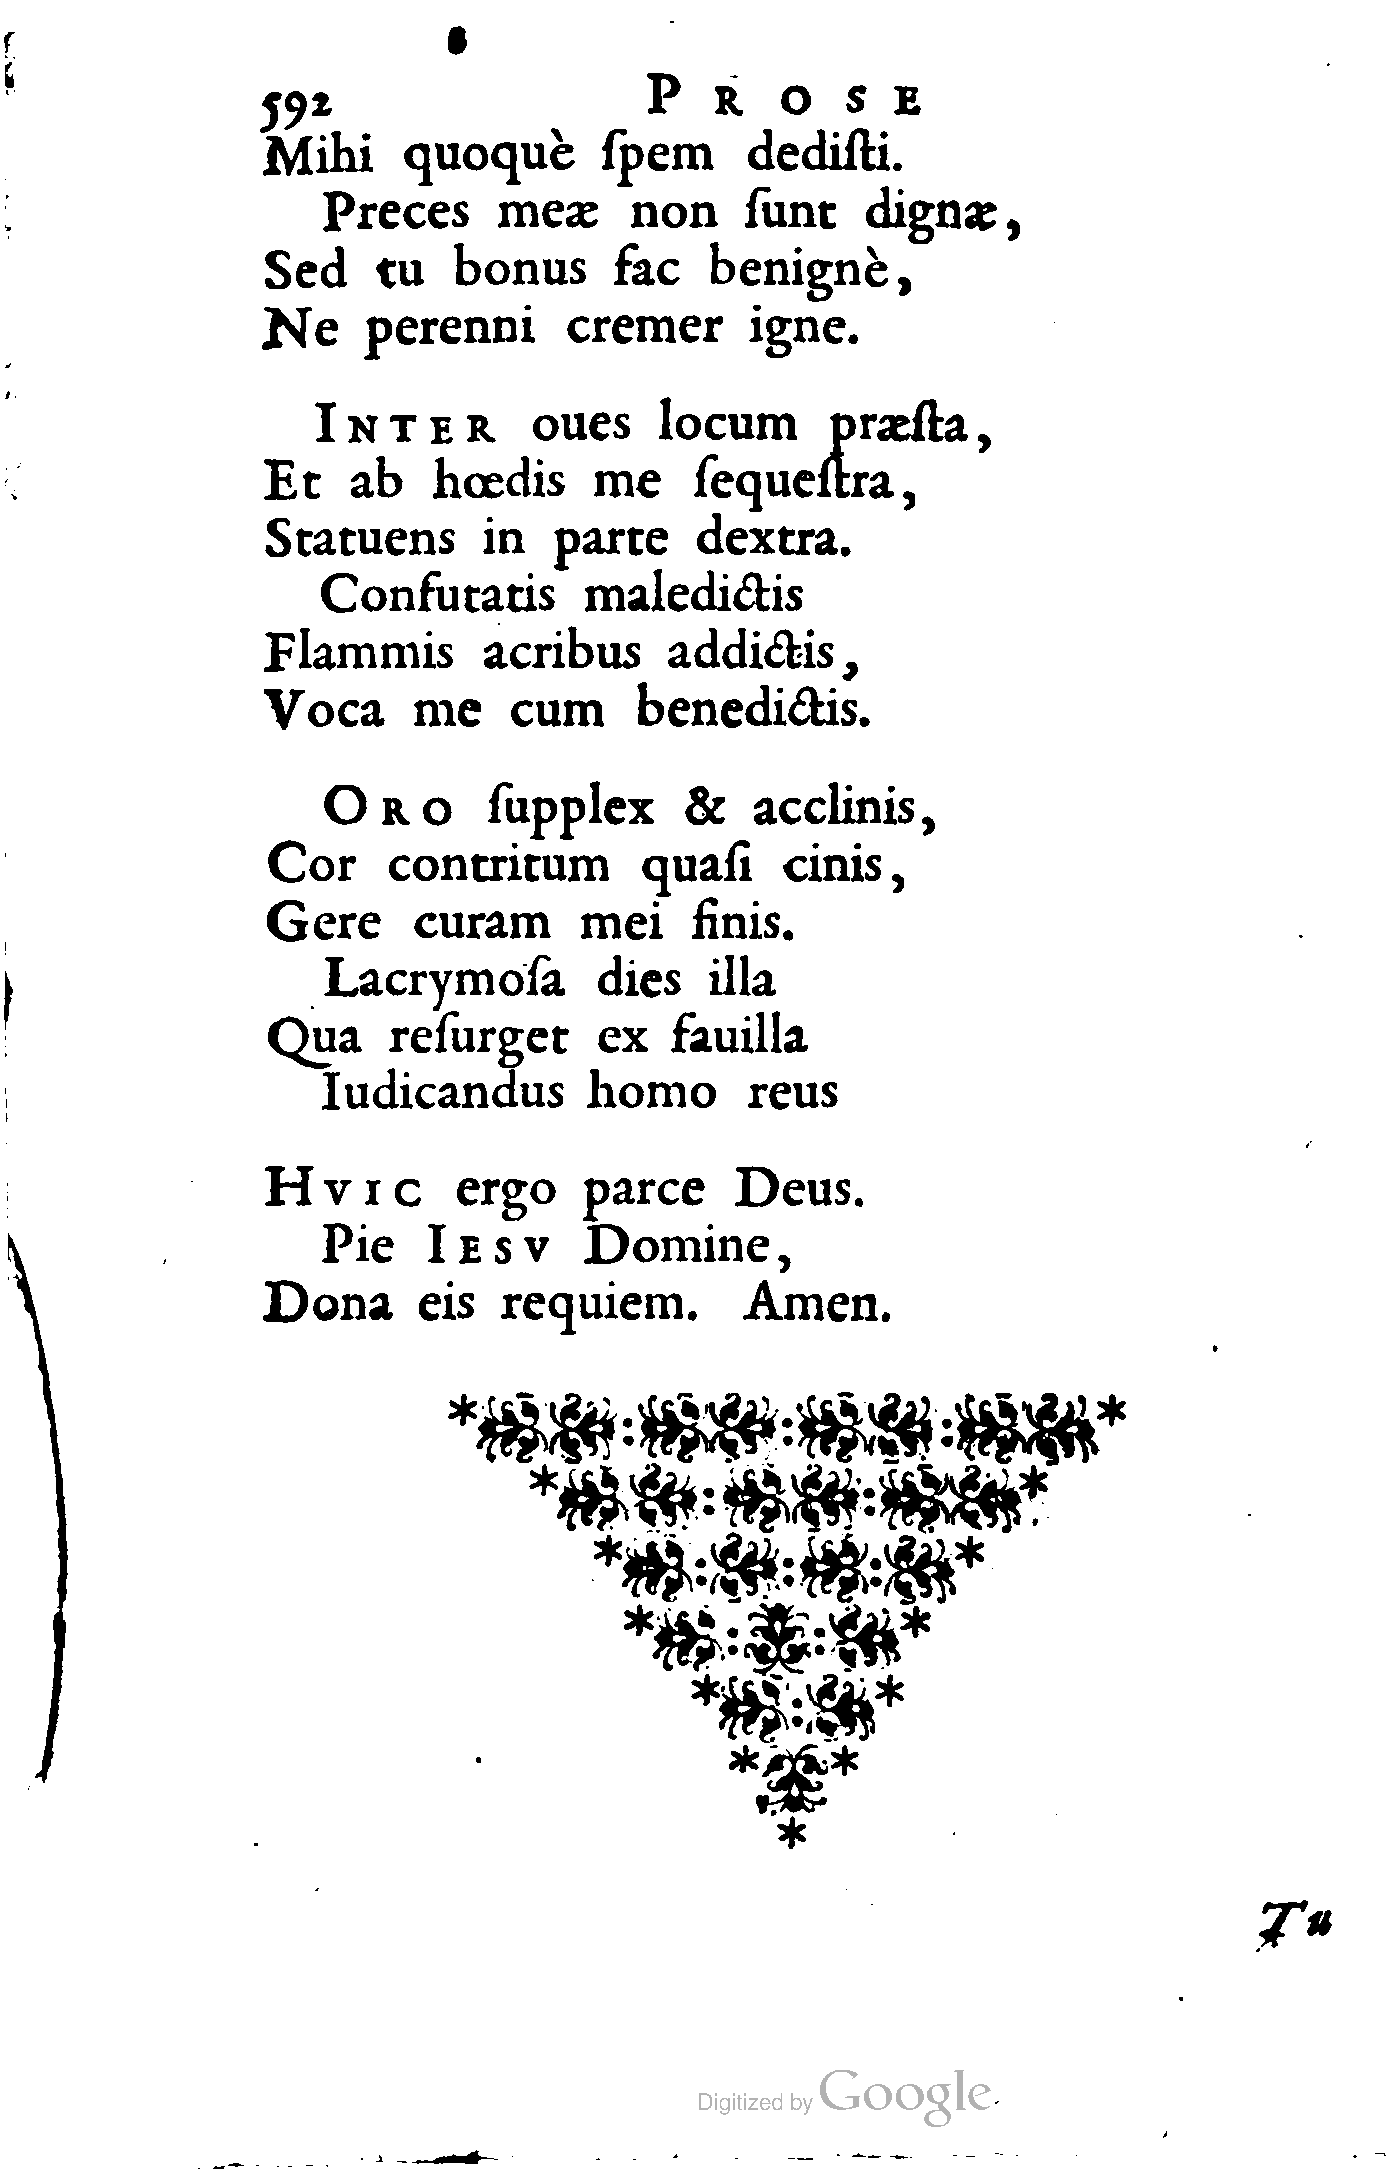 592 PROSE
Mihi quoquè ſpem dediſti.
Preces meæ non ſunt dignæ,
Sed tu bonus fac benignè,
Ne perenni cremer igne.
INTER oues locum præſta,
Et ab hœdis me ſequeſtra,
Statuens in parte dextra.
Confutatis maledictis
Flammis acribus addictis,
Voca me cum benedictis.
ORO ſupplex & acclinis,
Cor contritum quaſi cinis,
Gere curam mei finis.
Lacrymoſa dies illa
Qua reſurget ex fauilla
Iudicandus homo reus
HVIC ergo parce Deus.
Pie IESV Domine,
Dona eis requiem. Amen.
Tu
Digitized by Google